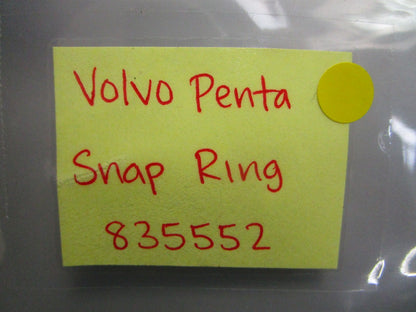 Volvo Penta
Snap Ring
835552